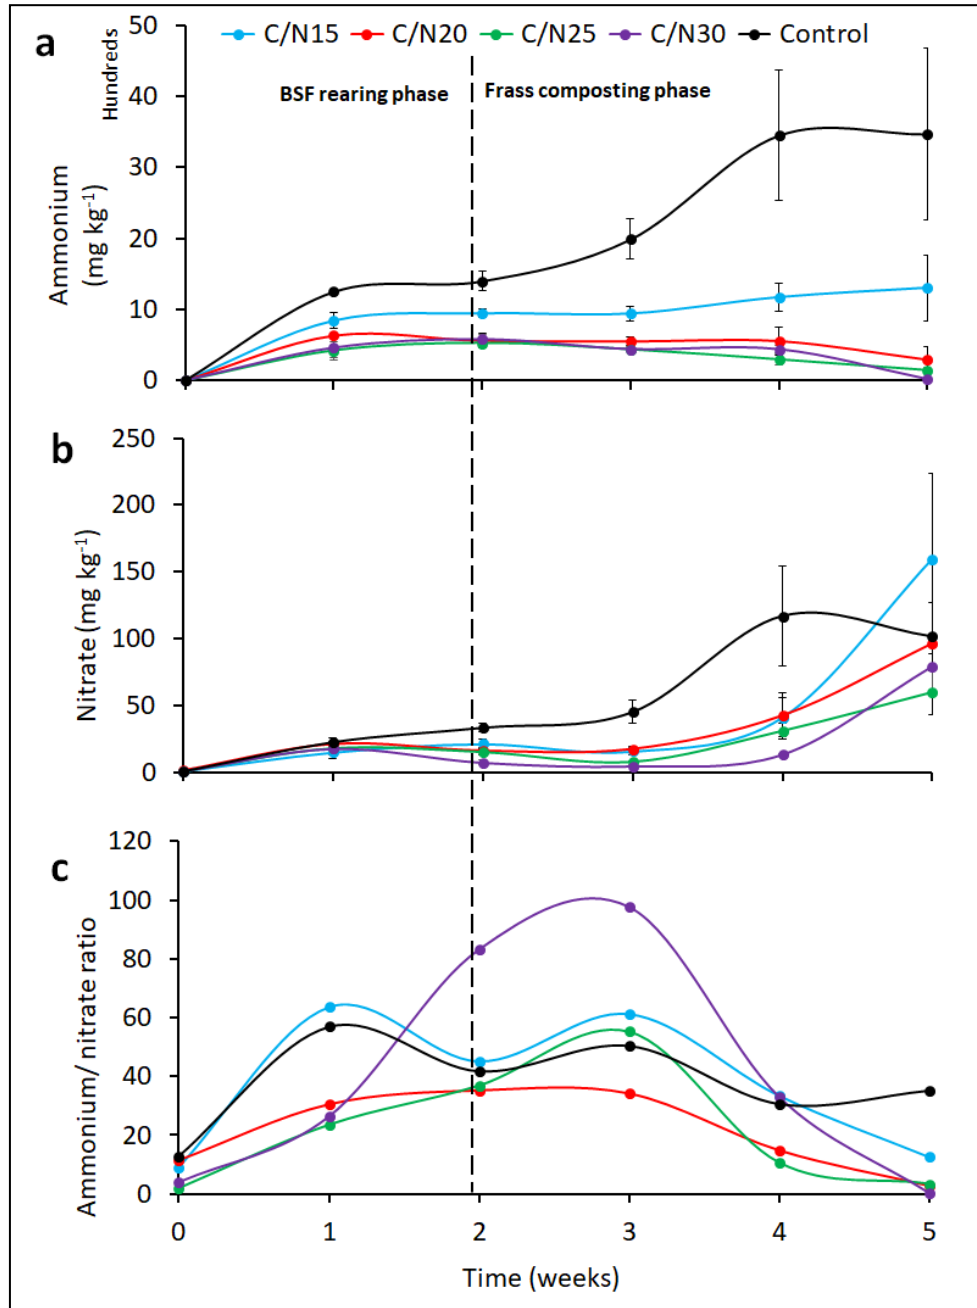 a
50
C/N15 C/N20 C/N25 C/N30 Control
Hundreds
BSF rearing phase
Frass composting phase
40
30
20
10
0
Ammonium
(mg kg-1)
b
250
200
150
100
50
0
Nitrate (mg kg-1)
c
120
100
80
60
40
20
0
Ammonium/ nitrate ratio
0 1 2 3 4 5
Time (weeks)